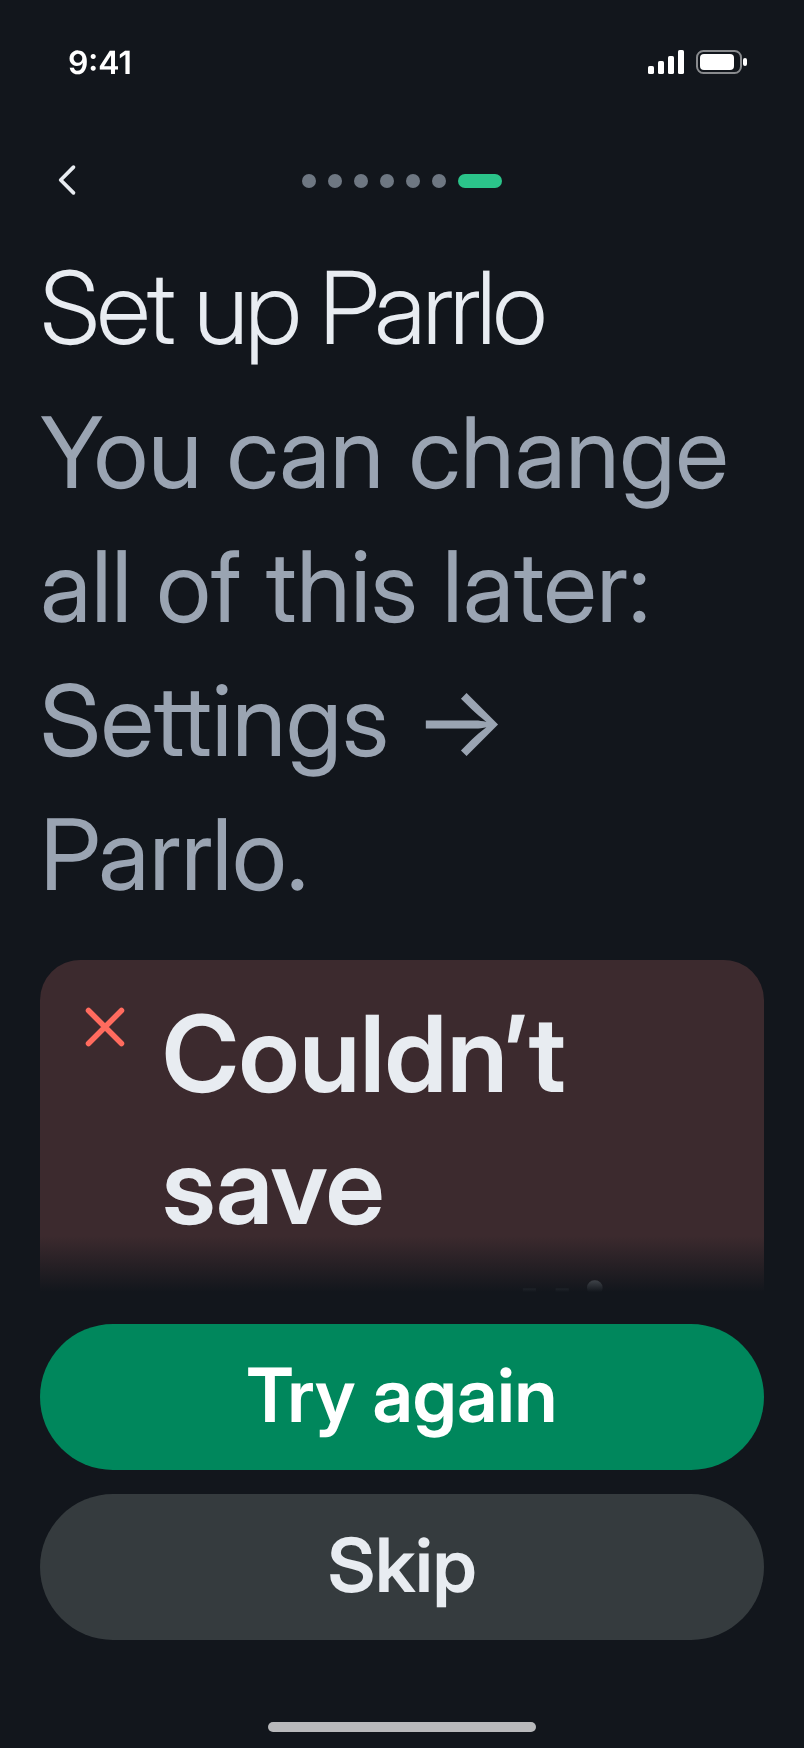 9:41
Set up Parrlo
You can change
all of this later:
Settings →
Parrlo.
Couldn’t
save
Try again
Skip